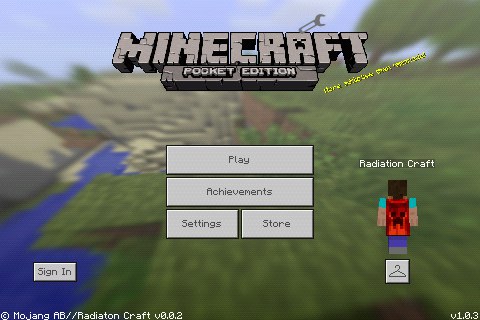 MINECRAFT
POCKET EDITION
Play
Radiation Craft
Achievements
Settings
Store
Sign In
© Mojang AB//Radiaton Craft v0.0.2
v1.0.3